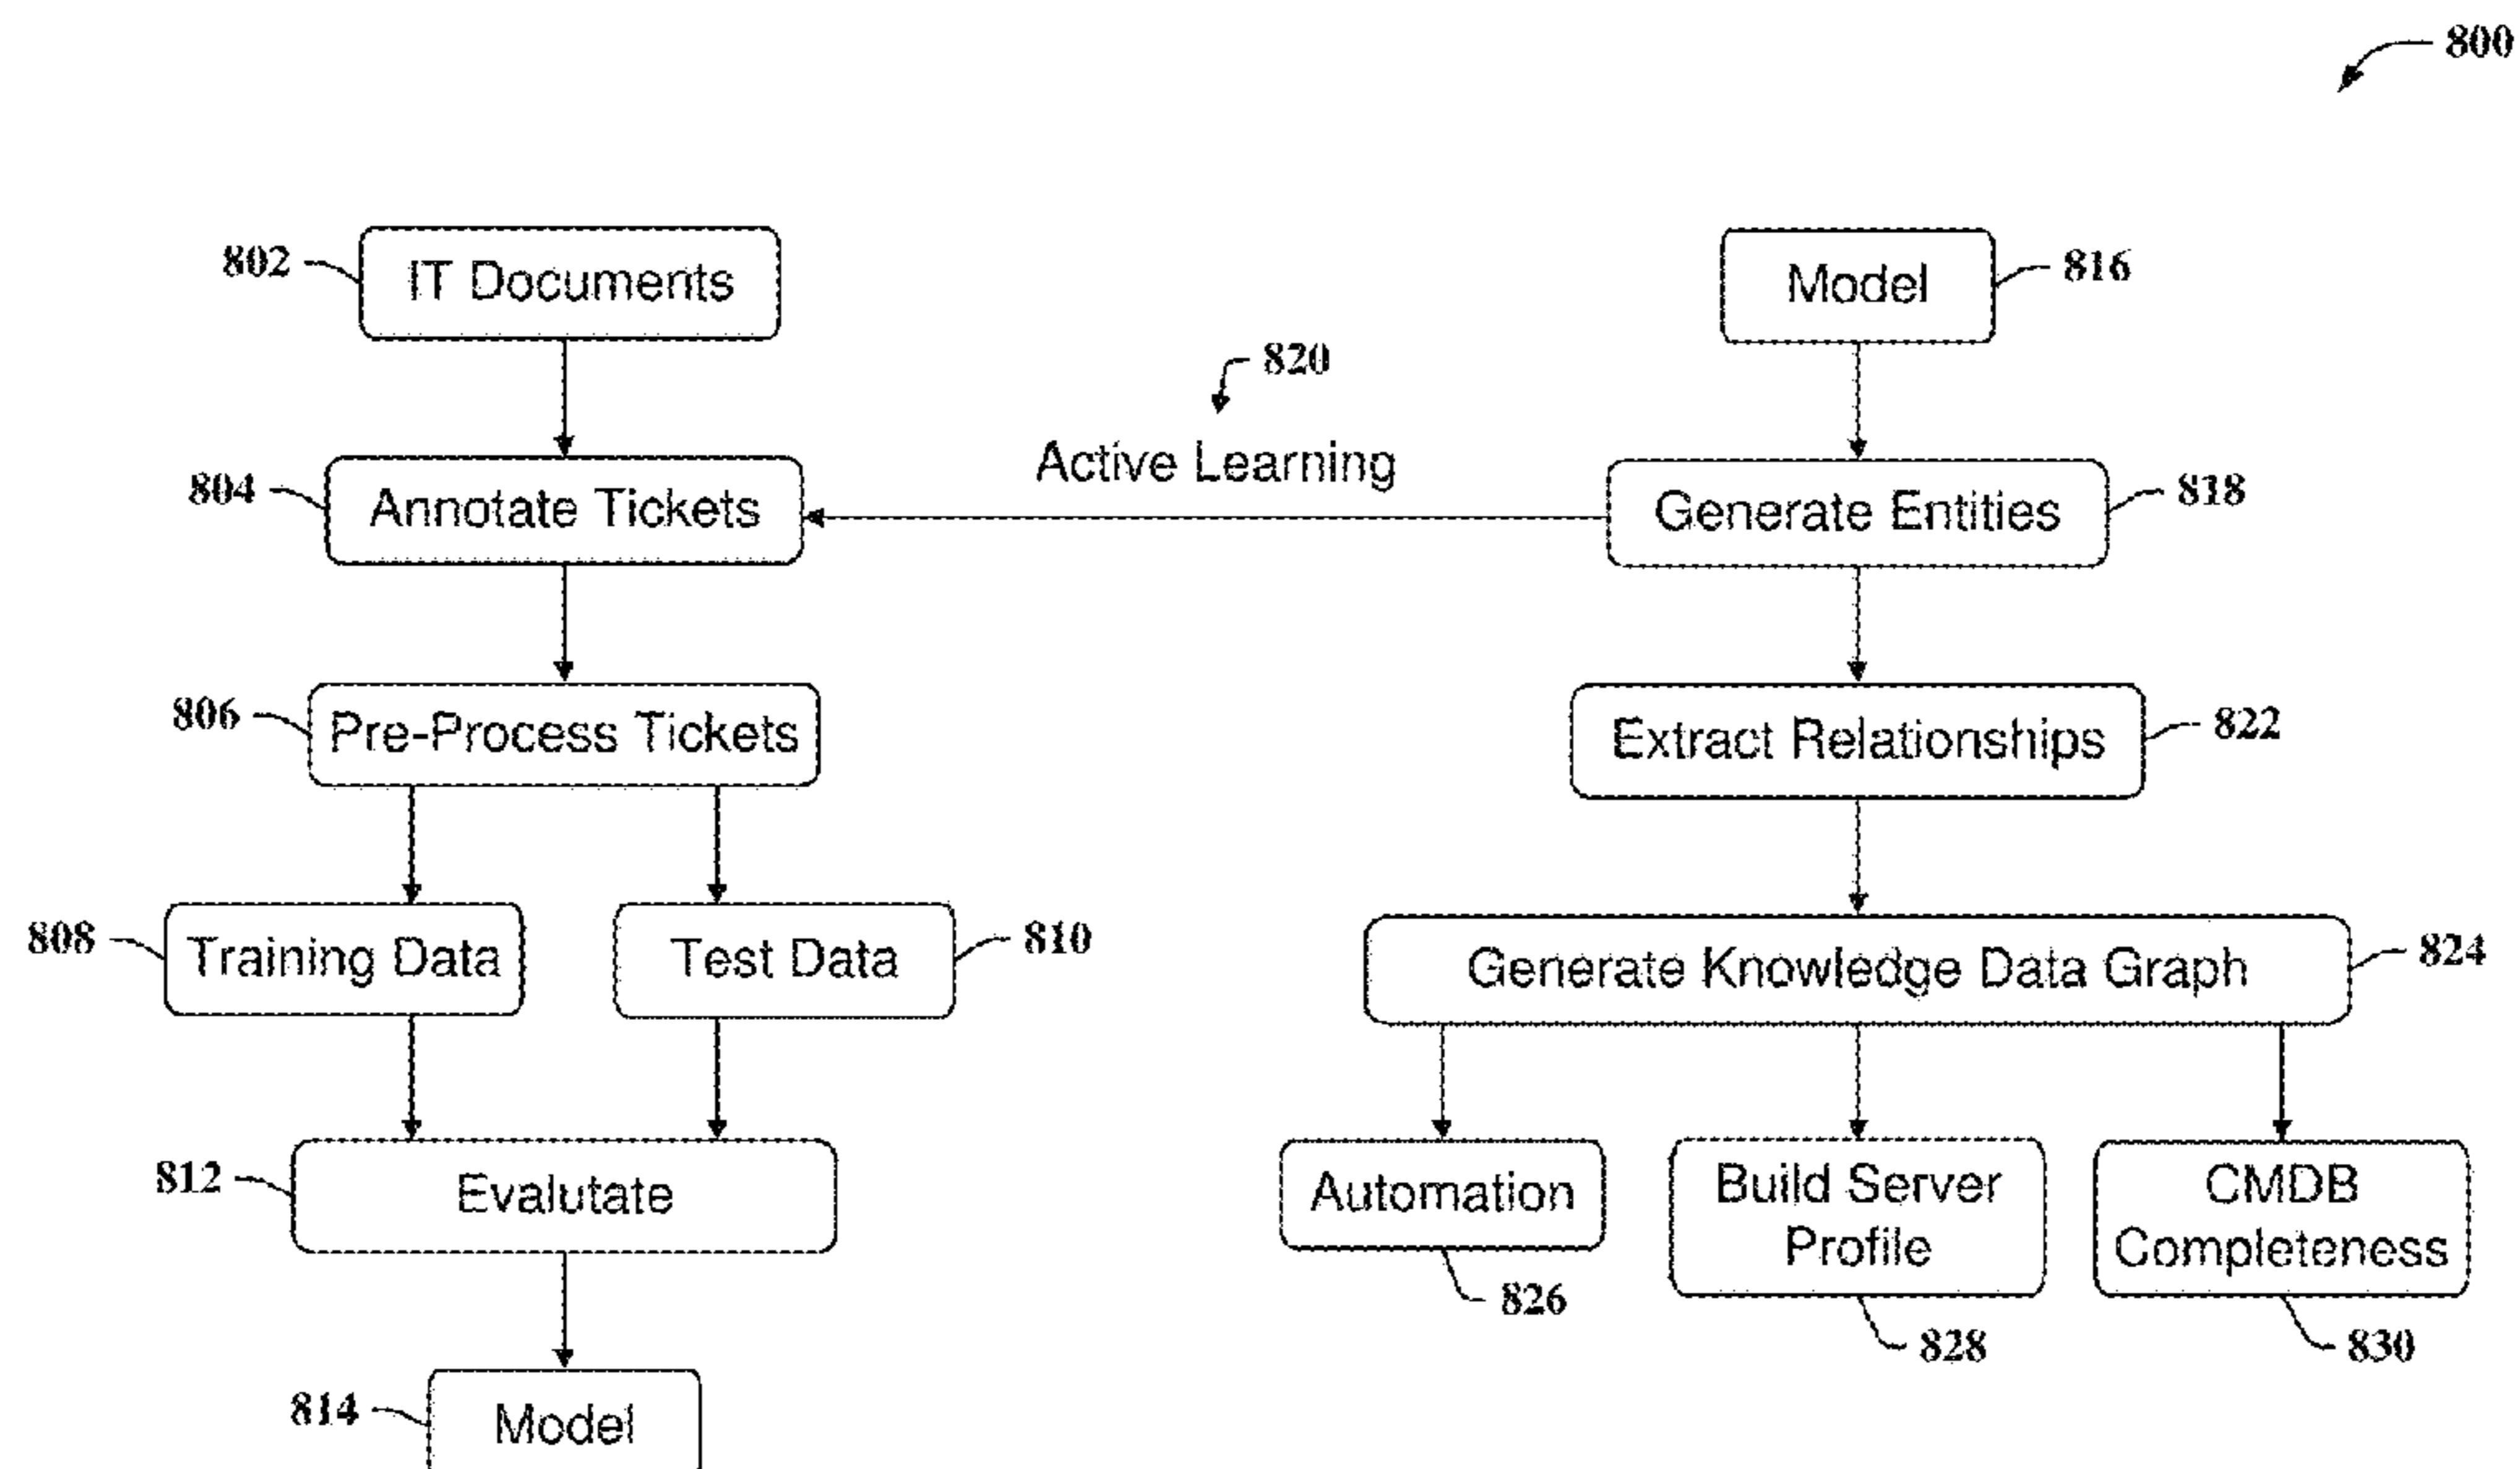 800
802
IT Documents
Model
816
820
Active Learning
804
Annotate Tickets
Generate Entities
818
806
Pre-Process Tickets
Extract Relationships
822
808
Training Data
Test Data
810
Generate Knowledge Data Graph
824
812
Evalutate
Automation
826
Build Server
Profile
828
CMDB
Completeness
830
814
Model